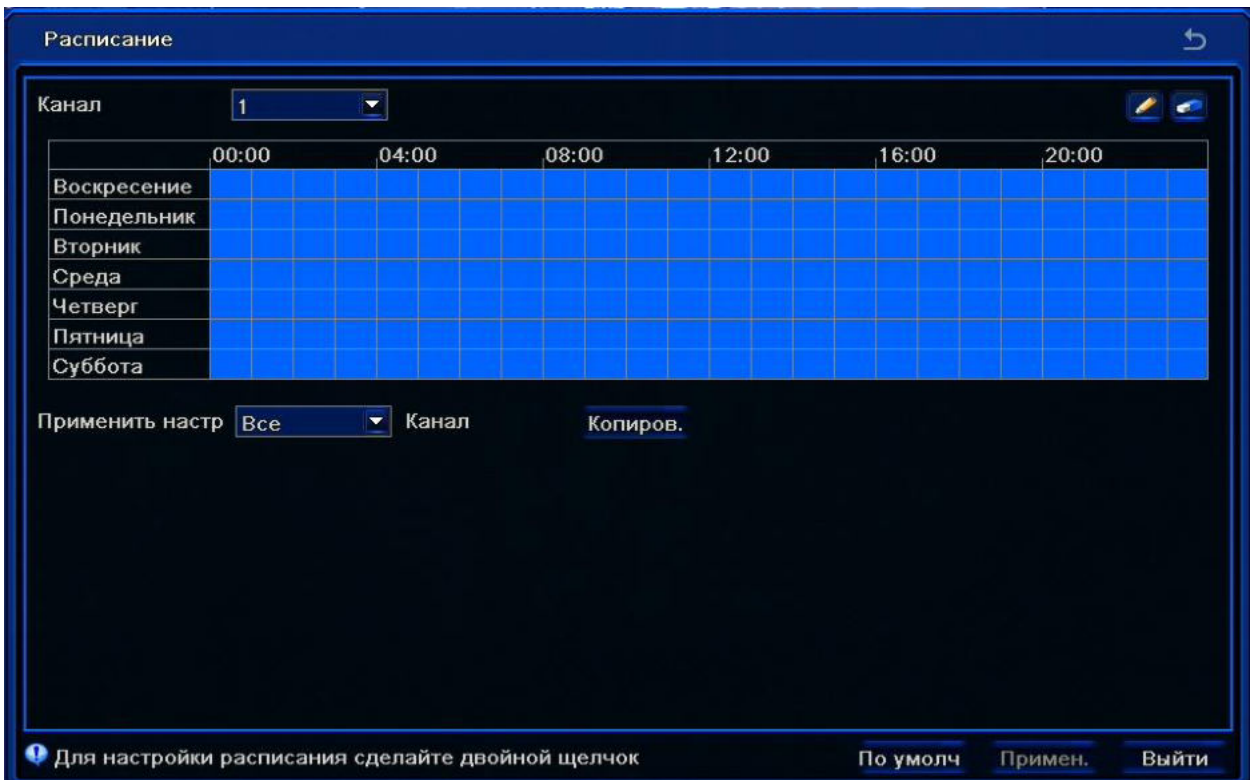 Расписание
Канал 1
00:00 04:00 08:00 12:00 16:00 20:00
Воскресение
Понедельник
Вторник
Среда
Четверг
Пятница
Суббота
Применить настр Все Канал Копиров.
Для настройки расписания сделайте двойной щелчок По умолч Примен. Выйти